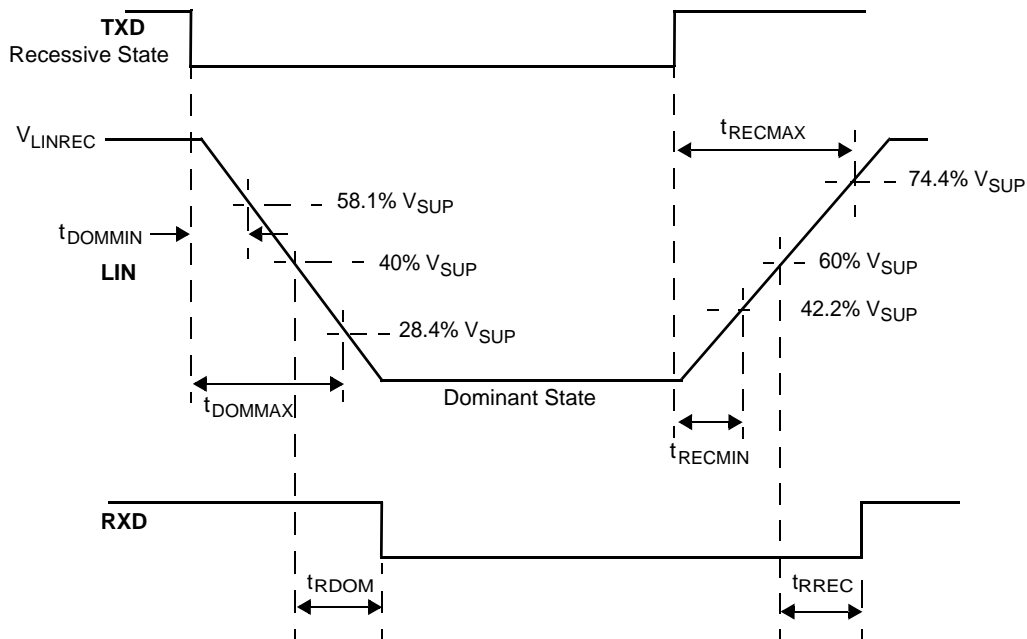 TXD
Recessive State
VLINREC
tRECMAX
74.4% VSUP
58.1% VSUP
tDOMMIN
LIN
40% VSUP
60% VSUP
42.2% VSUP
28.4% VSUP
tDOMMAX
Dominant State
tRECMIN
RXD
tRDOM
tRREC